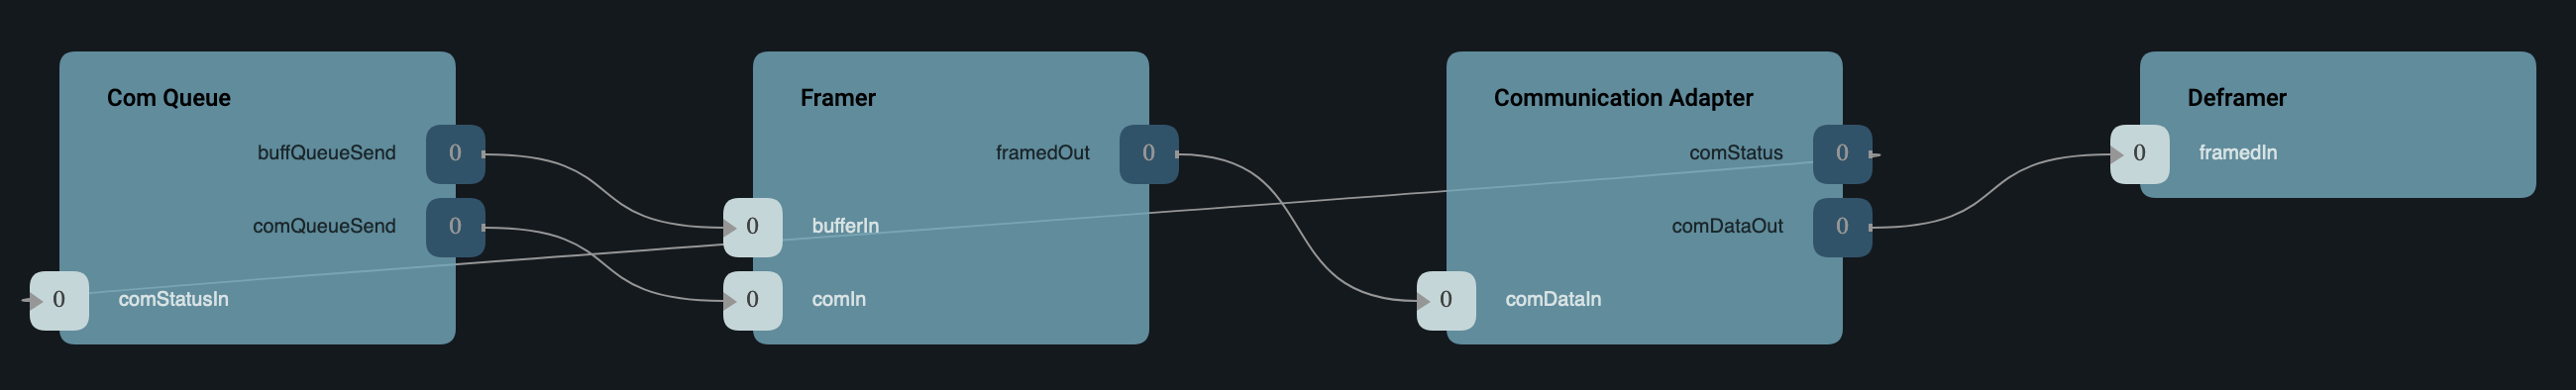 Com Queue
buffQueueSend 0
comQueueSend 0
0 comStatusIn
Framer
framedOut 0
0 bufferIn
0 comIn
Communication Adapter
comStatus 0
comDataOut 0
0 comDataIn
Deframer
0 framedIn